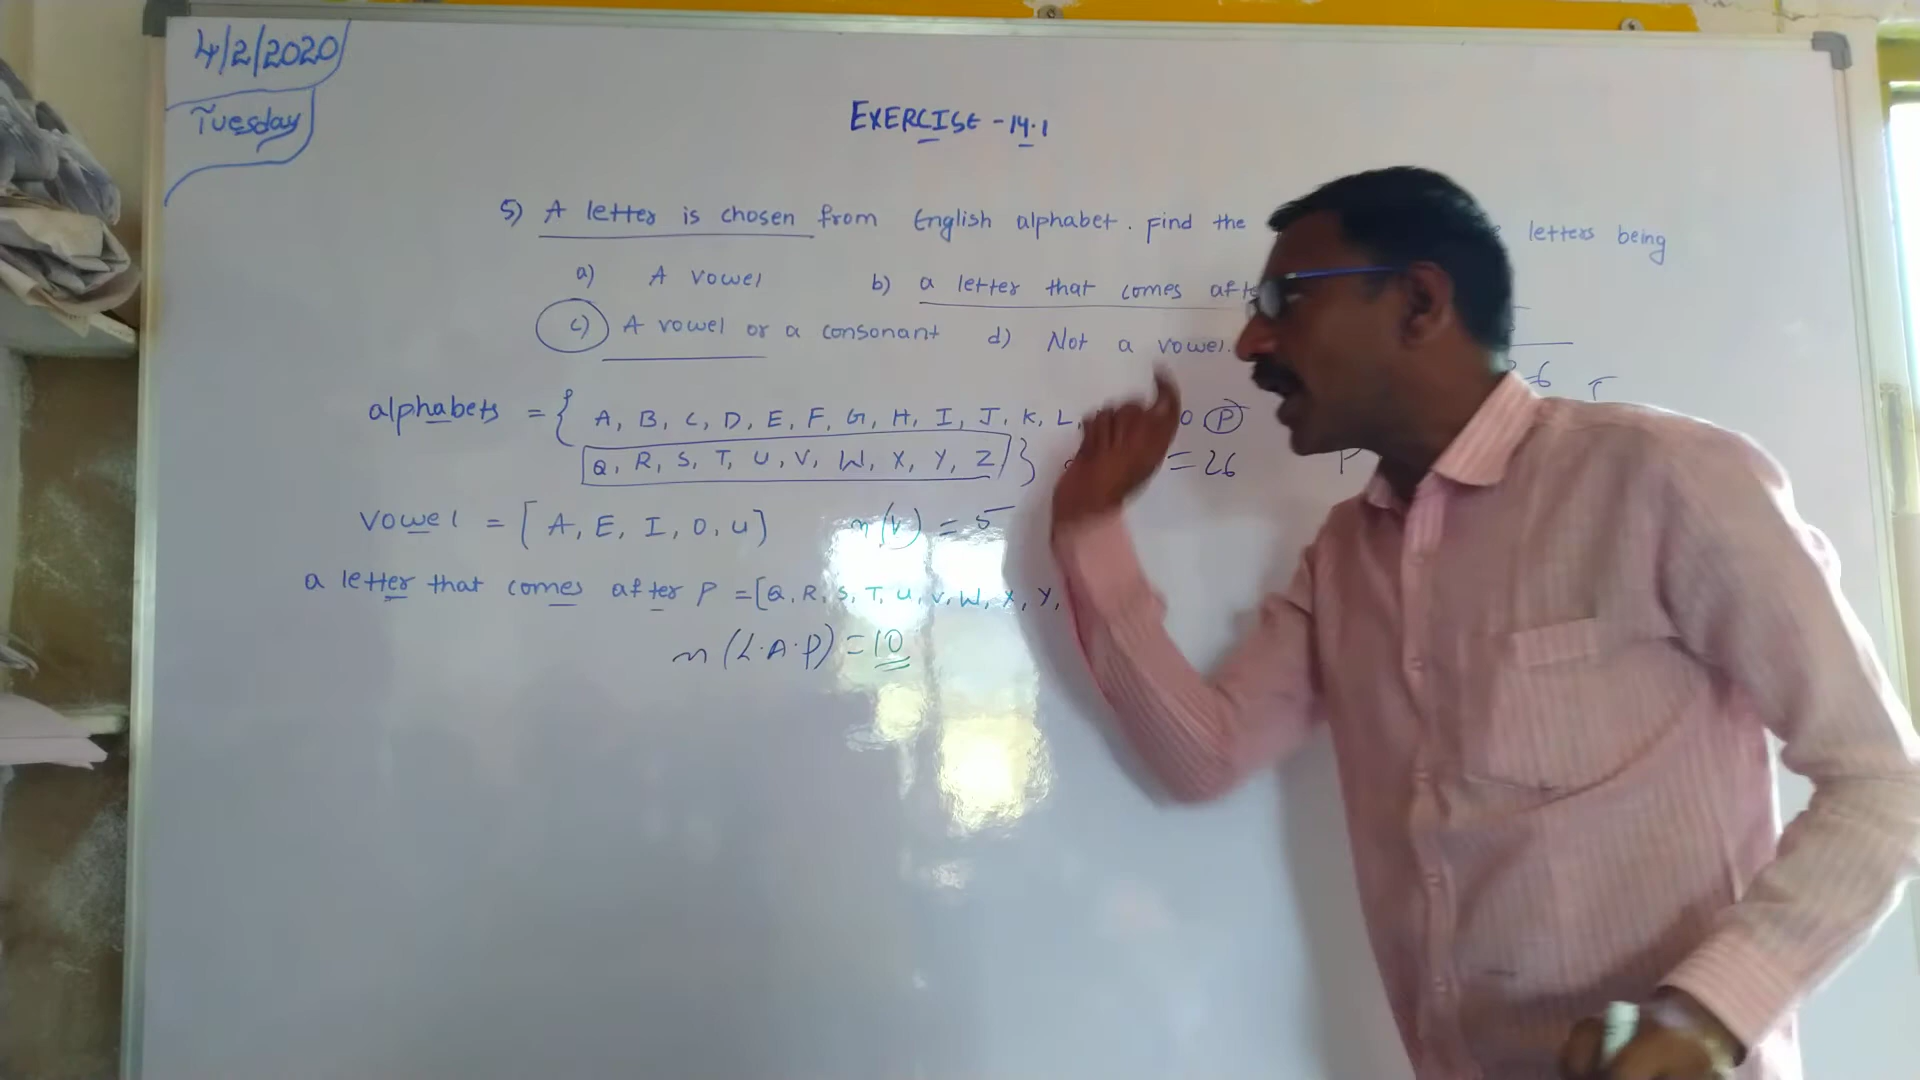 4/2/2020
Tuesday
EXERCISE - 14.1
5) A letter is chosen from English alphabet. Find the letters being
a) A vowel b) a letter that comes afte
c) A vowel or a consonant d) Not a vowel.
alphabets = { A, B, C, D, E, F, G, H, I, J, K, L, O P
Q, R, S, T, U, V, W, X, Y, Z } = 26 P
Vowel = [ A, E, I, O, U ] n(V) = 5
a letter that comes after P = [Q, R, S, T, U, V, W, X, Y,
n (L.A.P) = 10